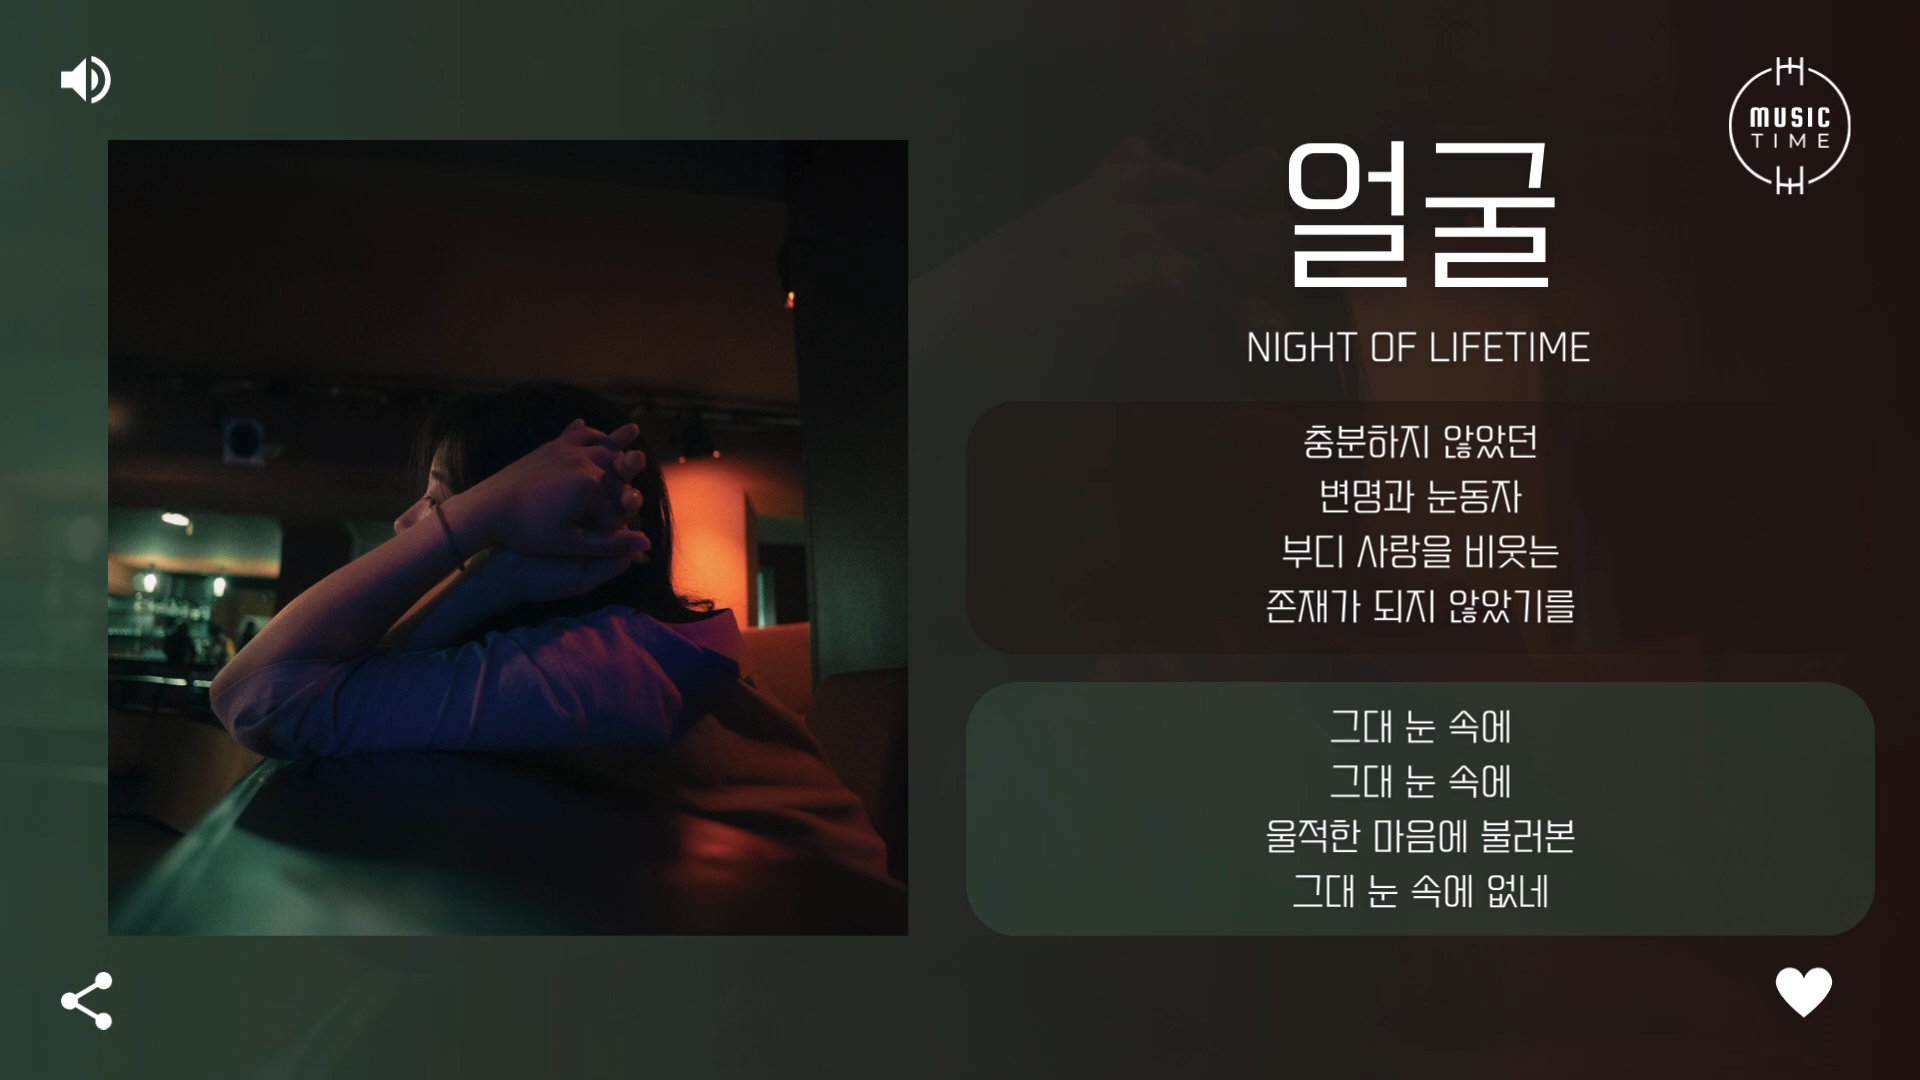 MUSIC
TIME
얼굴
NIGHT OF LIFETIME
충분하지 않았던
변명과 눈동자
부디 사랑을 비웃는
존재가 되지 않았기를
그대 눈 속에
그대 눈 속에
울적한 마음에 불러본
그대 눈 속에 없네